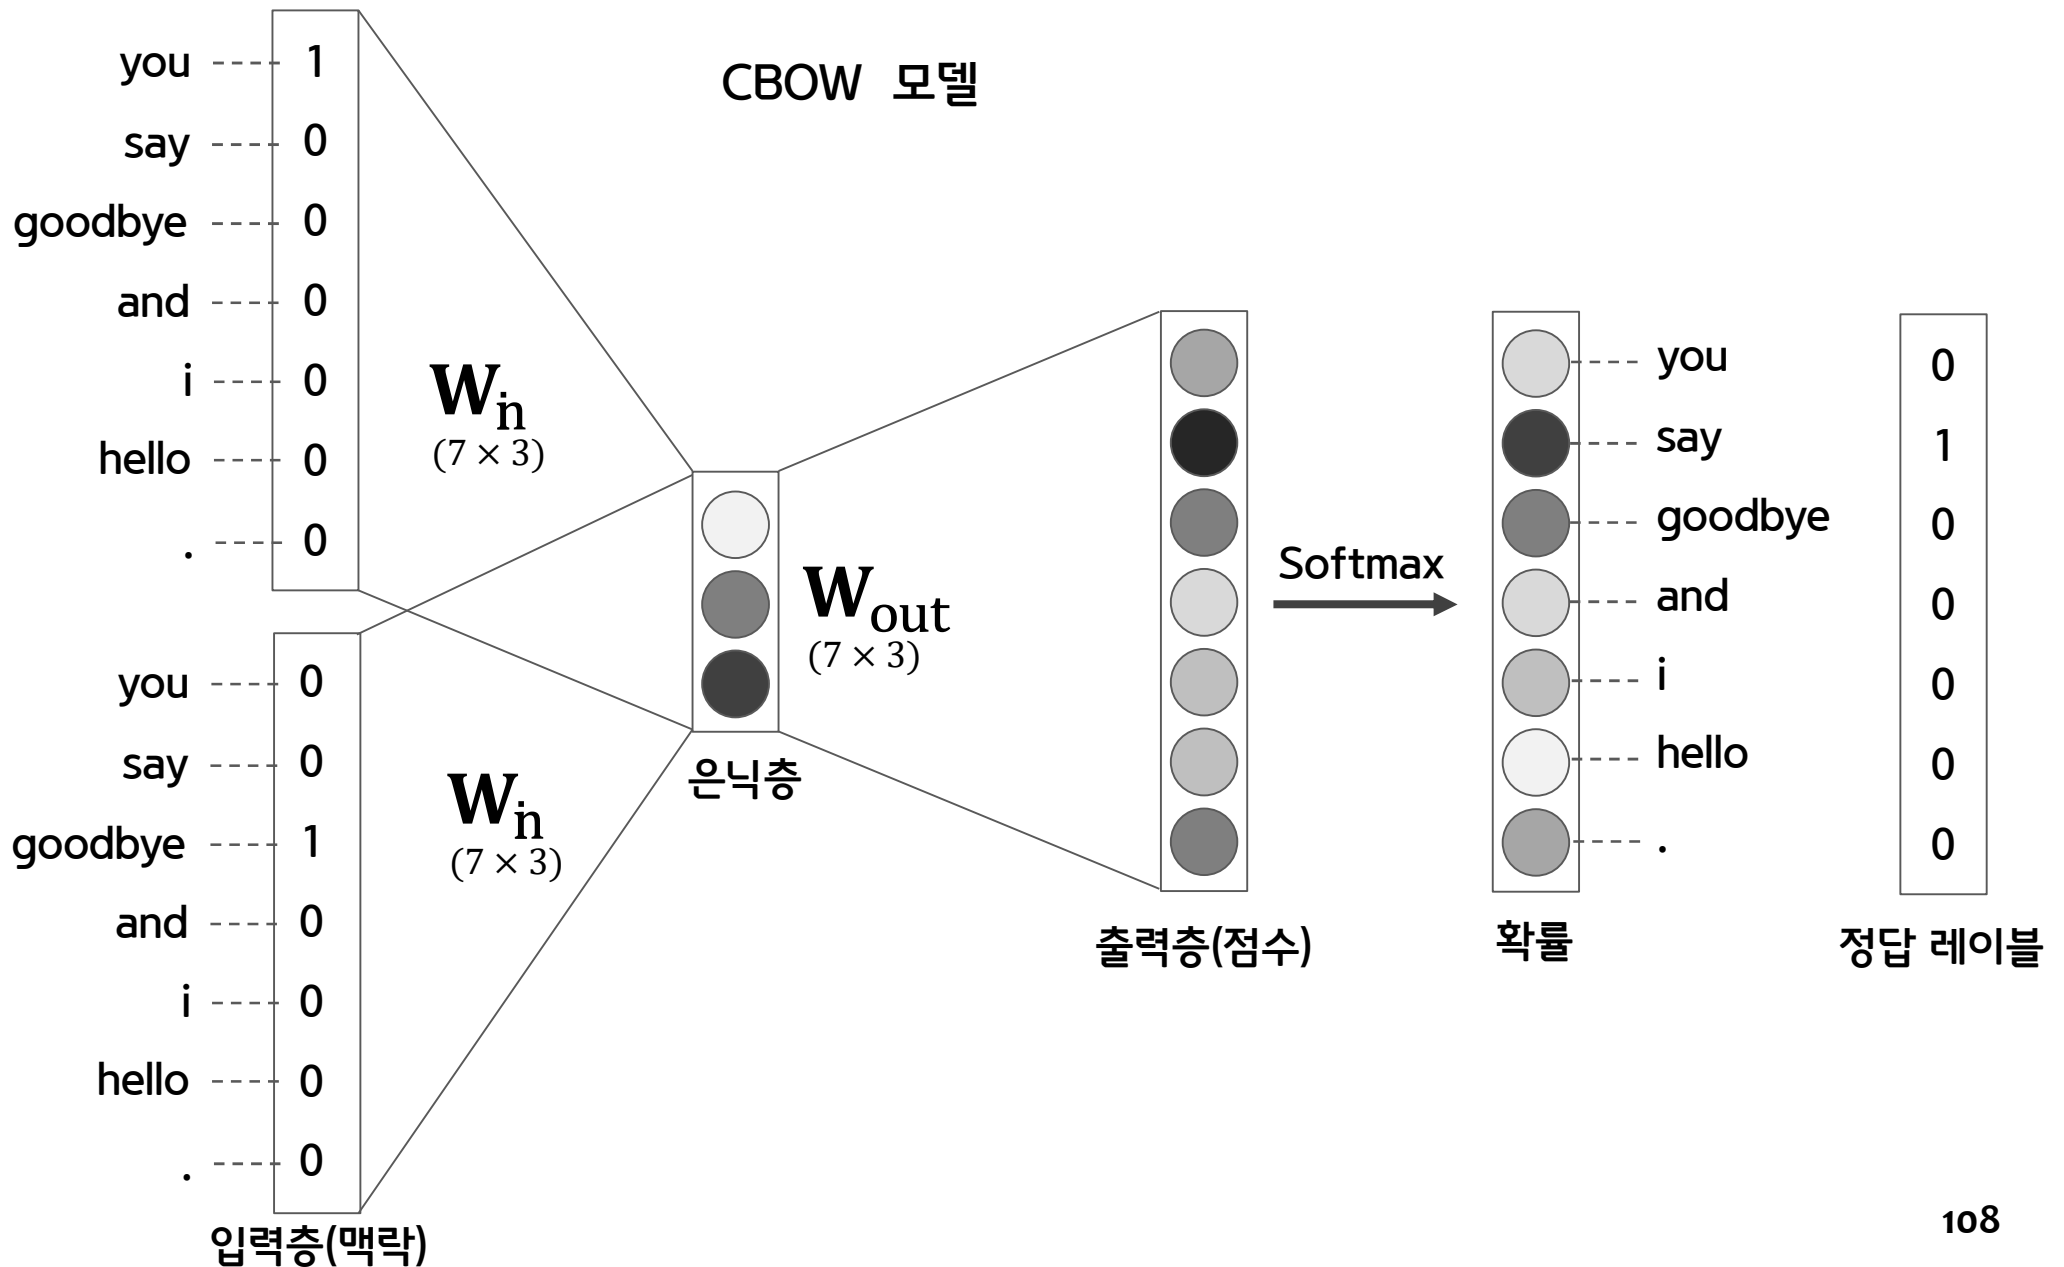 CBOW 모델
you 1
say 0
goodbye 0
and 0
i 0
hello 0
. 0
W_in
(7 × 3)
you 0
say 0
goodbye 1
and 0
i 0
hello 0
. 0
W_in
(7 × 3)
입력층(맥락)
은닉층
W_out
(7 × 3)
출력층(점수)
Softmax
you
say
goodbye
and
i
hello
.
확률
0
1
0
0
0
0
0
정답 레이블
108